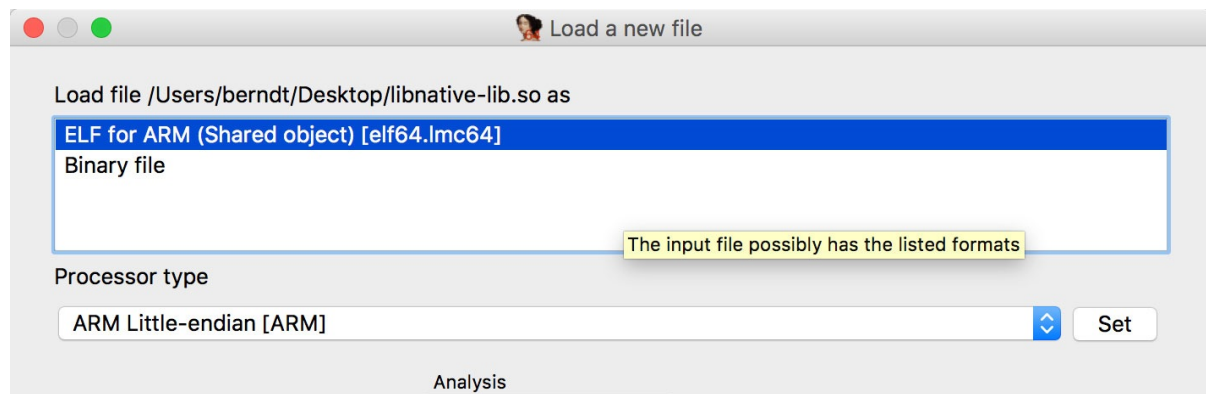 Load a new file
Load file /Users/berndt/Desktop/libnative-lib.so as
ELF for ARM (Shared object) [elf64.lmc64]
Binary file
The input file possibly has the listed formats
Processor type
ARM Little-endian [ARM]
Set
Analysis